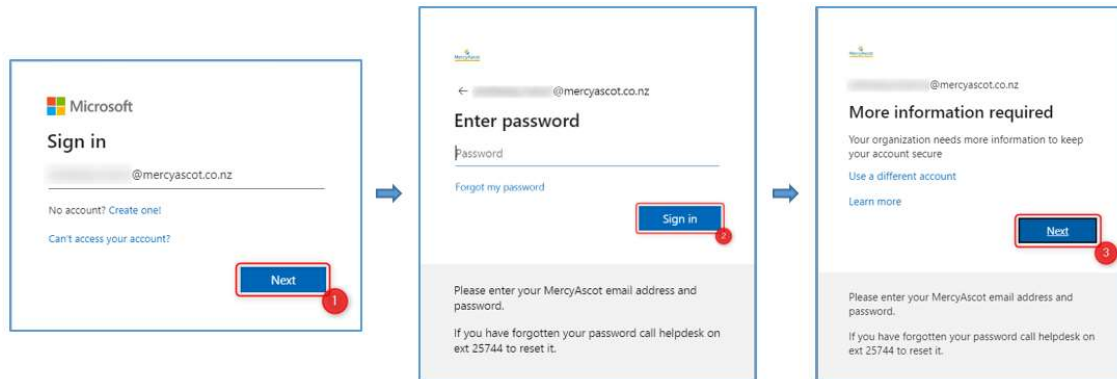 Microsoft
Sign in
@mercyascot.co.nz
No account? Create one!
Can't access your account?
Next
1
MercyAscot
@mercyascot.co.nz
Enter password
Password
Forgot my password
Sign in
2
Please enter your MercyAscot email address and
password.
If you have forgotten your password call helpdesk on
ext 25744 to reset it.
MercyAscot
@mercyascot.co.nz
More information required
Your organization needs more information to keep
your account secure
Use a different account
Learn more
Next
3
Please enter your MercyAscot email address and
password.
If you have forgotten your password call helpdesk on
ext 25744 to reset it.